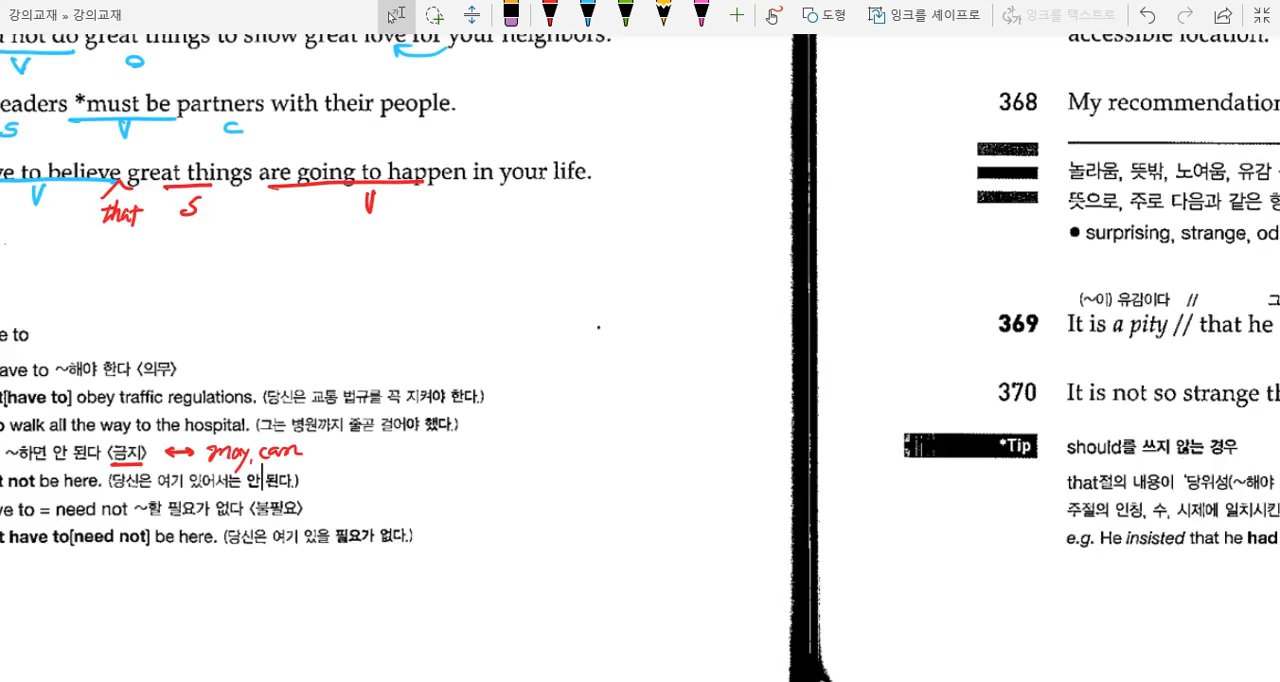 강의교재 » 강의교재
도형
잉크를 셰이프로
잉크를 텍스트로
not do great things to show great love for your neighbors.
V O
eaders *must be partners with their people.
S V C
ve to believe great things are going to happen in your life.
V that S V
e to
ave to ~해야 한다 〈의무〉
t[have to] obey traffic regulations. (당신은 교통 법규를 꼭 지켜야 한다.)
o walk all the way to the hospital. (그는 병원까지 줄곧 걸어야 했다.)
~하면 안 된다 〈금지〉 ↔ may, can
t not be here. (당신은 여기 있어서는 안 된다.)
ve to = need not ~할 필요가 없다 〈불필요〉
t have to[need not] be here. (당신은 여기 있을 필요가 없다.)
accessible location.
368 My recommendation
놀라움, 뜻밖, 노여움, 유감
뜻으로, 주로 다음과 같은 형
• surprising, strange, od
(~이) 유감이다 // 그
369 It is a pity // that he
370 It is not so strange th
*Tip should를 쓰지 않는 경우
that절의 내용이 '당위성(~해야
주절의 인칭, 수, 시제에 일치시킨
e.g. He insisted that he had